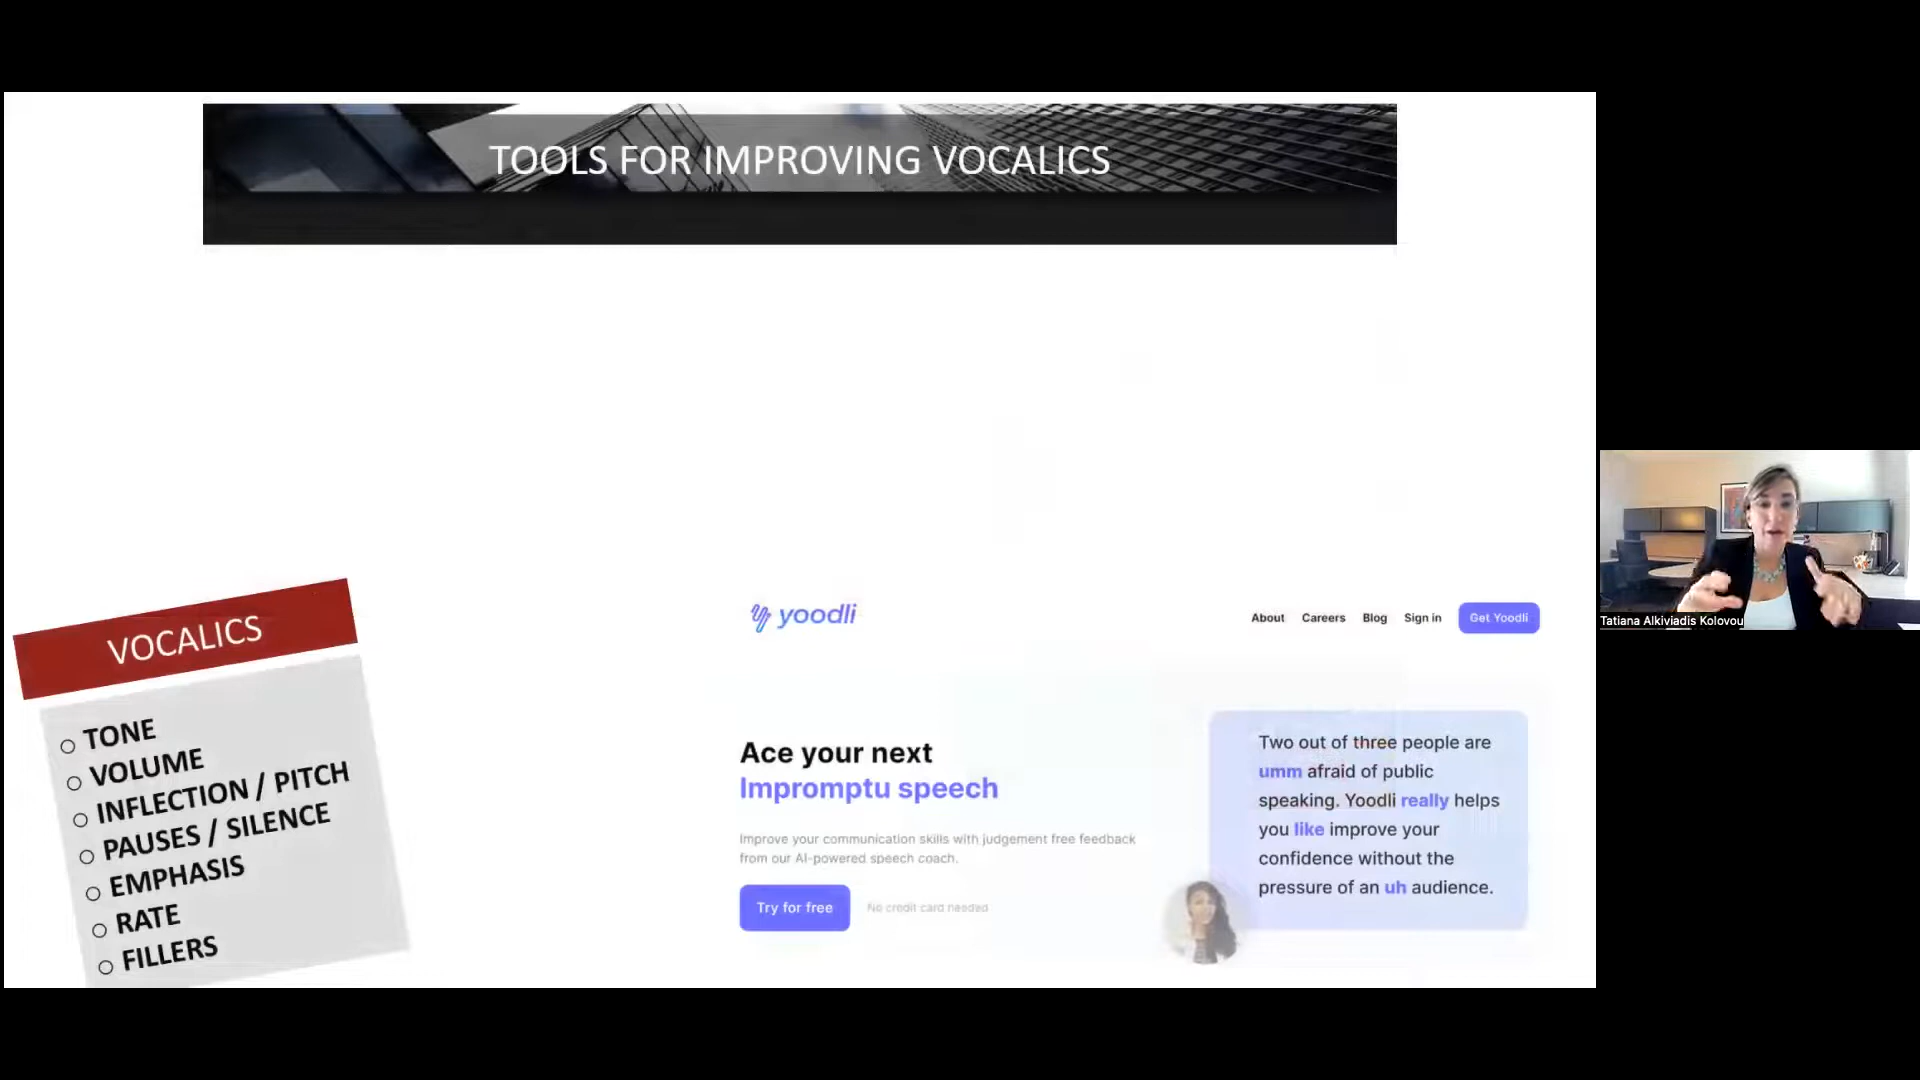 TOOLS FOR IMPROVING VOCALICS
VOCALICS
TONE
VOLUME
INFLECTION / PITCH
PAUSES / SILENCE
EMPHASIS
RATE
FILLERS
yoodli
About Careers Blog Sign in Get Yoodli
Ace your next
Impromptu speech
Improve your communication skills with judgement free feedback
from our AI-powered speech coach.
Try for free No credit card needed
Two out of three people are
umm afraid of public
speaking. Yoodli really helps
you like improve your
confidence without the
pressure of an uh audience.
Tatiana Alkiviadis Kolovou